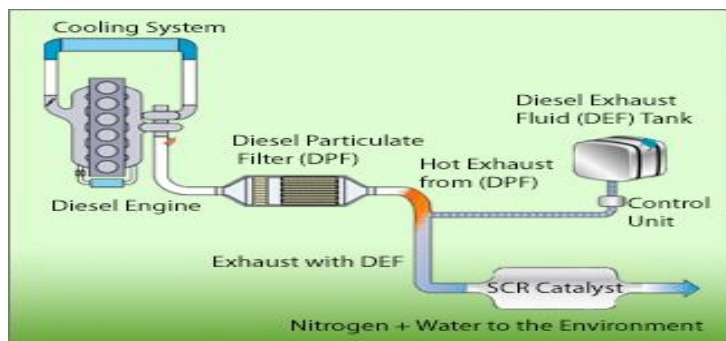 Cooling System
Diesel Exhaust
Fluid (DEF) Tank
Diesel Particulate
Filter (DPF)
Hot Exhaust
from (DPF)
Diesel Engine
Control
Unit
Exhaust with DEF
SCR Catalyst
Nitrogen + Water to the Environment